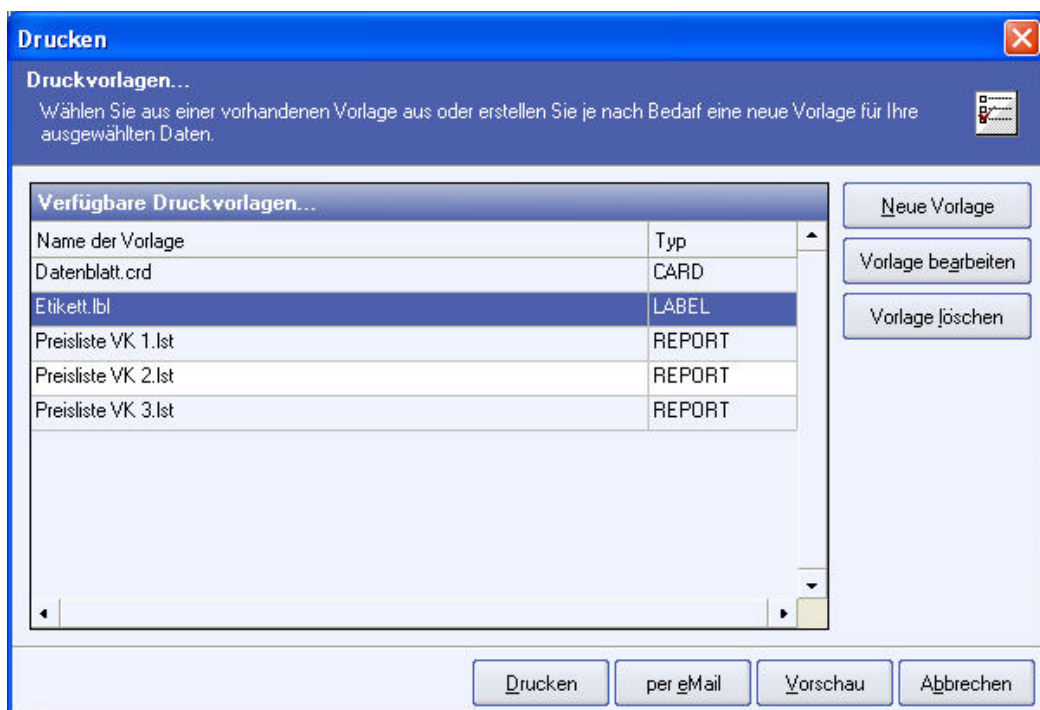 Drucken
Druckvorlagen...
Wählen Sie aus einer vorhandenen Vorlage aus oder erstellen Sie je nach Bedarf eine neue Vorlage für Ihre
ausgewählten Daten.
Verfügbare Druckvorlagen...
Name der Vorlage Typ
Datenblatt.crd CARD
Etikett.lbl LABEL
Preisliste VK 1.lst REPORT
Preisliste VK 2.lst REPORT
Preisliste VK 3.lst REPORT
Neue Vorlage
Vorlage bearbeiten
Vorlage löschen
Drucken per eMail Vorschau Abbrechen